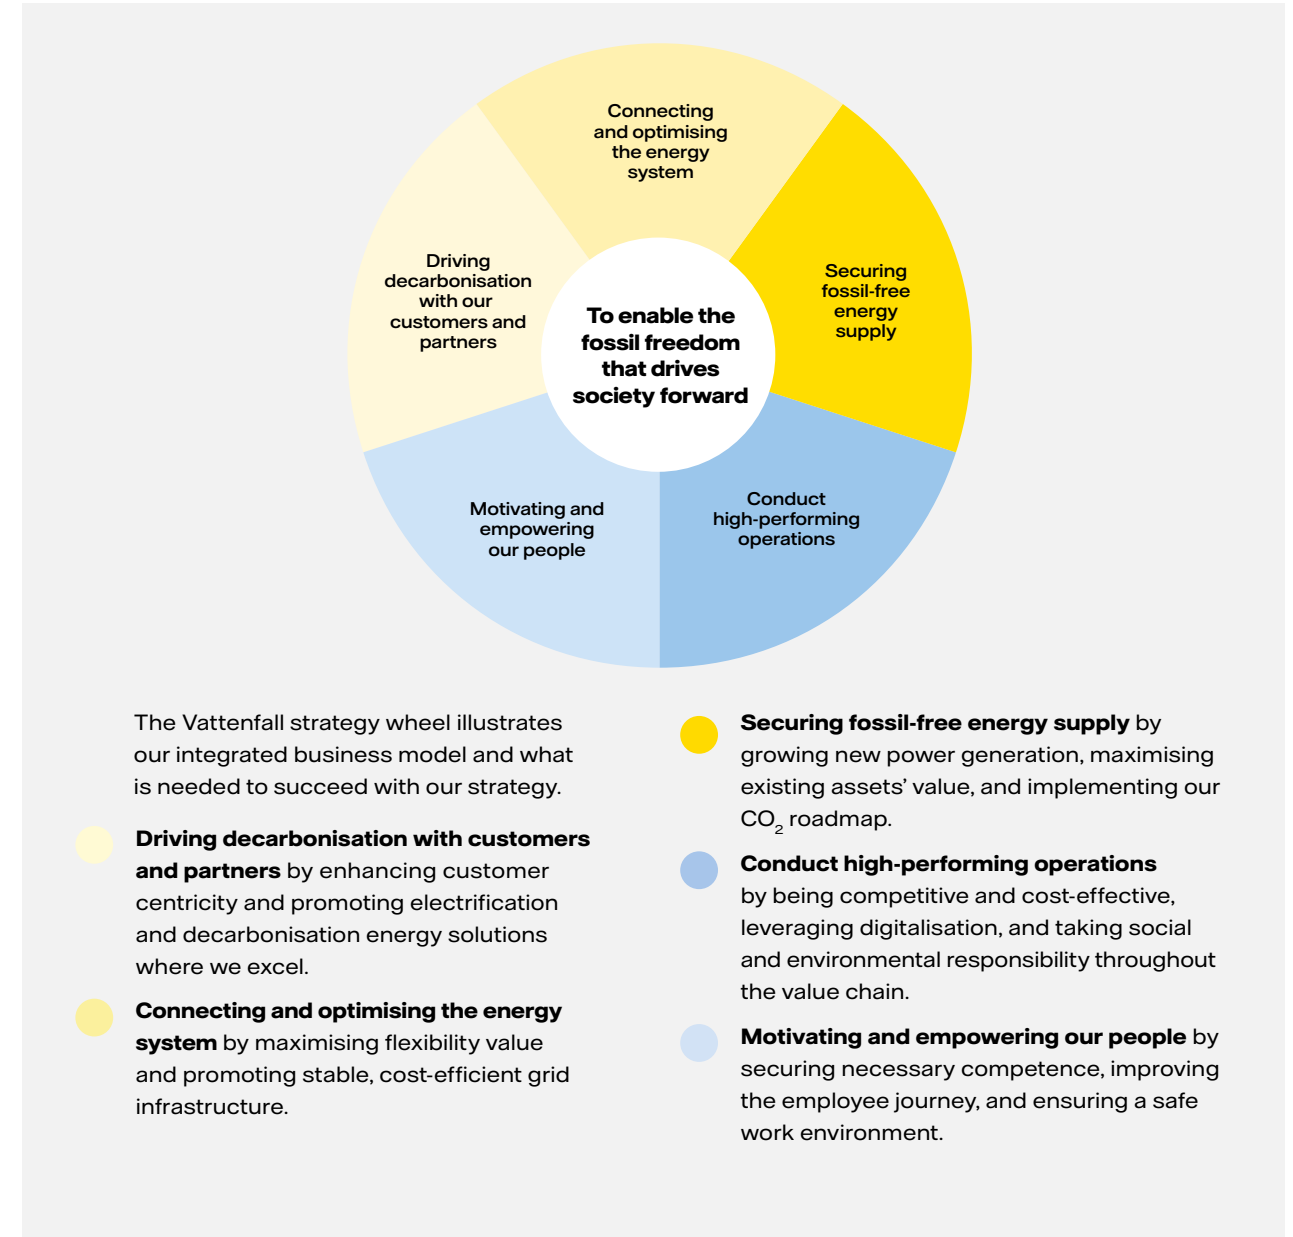 Connecting
and optimising
the energy
system
Securing
fossil-free
energy
supply
Driving
decarbonisation
with our
customers and
partners
To enable the
fossil freedom
that drives
society forward
Motivating and
empowering
our people
Conduct
high-performing
operations
The Vattenfall strategy wheel illustrates
our integrated business model and what
is needed to succeed with our strategy.
Driving decarbonisation with customers
and partners by enhancing customer
centricity and promoting electrification
and decarbonisation energy solutions
where we excel.
Connecting and optimising the energy
system by maximising flexibility value
and promoting stable, cost-efficient grid
infrastructure.
Securing fossil-free energy supply by
growing new power generation, maximising
existing assets’ value, and implementing our
CO₂ roadmap.
Conduct high-performing operations
by being competitive and cost-effective,
leveraging digitalisation, and taking social
and environmental responsibility throughout
the value chain.
Motivating and empowering our people by
securing necessary competence, improving
the employee journey, and ensuring a safe
work environment.